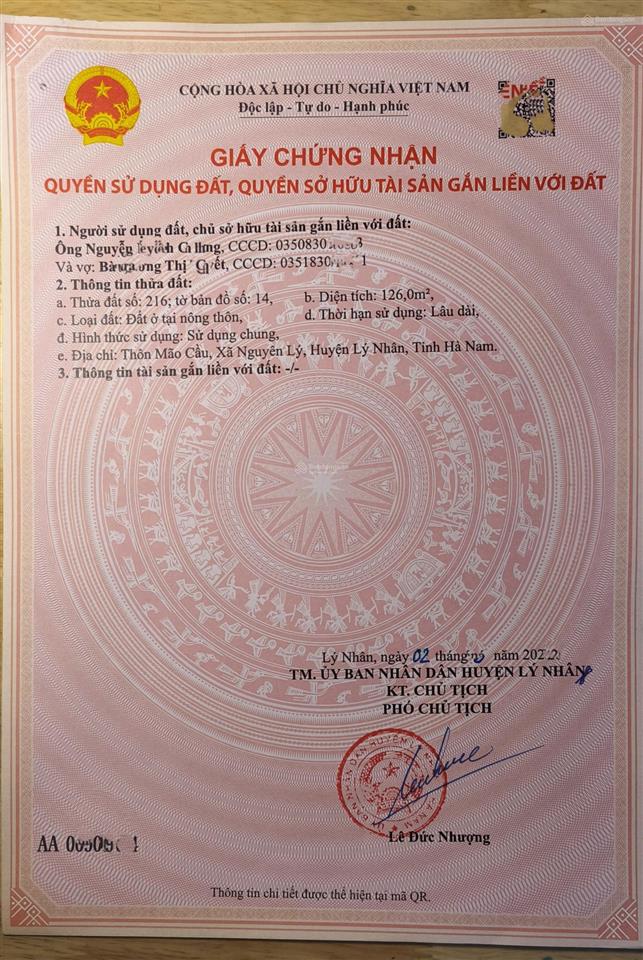 CỘNG HÒA XÃ HỘI CHỦ NGHĨA VIỆT NAM
Độc lập - Tự do - Hạnh phúc
GIẤY CHỨNG NHẬN
QUYỀN SỬ DỤNG ĐẤT, QUYỀN SỞ HỮU TÀI SẢN GẮN LIỀN VỚI ĐẤT
1. Người sử dụng đất, chủ sở hữu tài sản gắn liền với đất:
Ông Nguyễn CCCD:
Và vợ: Thị CCCD:
2. Thông tin thửa đất:
a. Thửa đất số: 216; tờ bản đồ số: 14, b. Diện tích: 126,0m²,
c. Loại đất: Đất ở tại nông thôn, d. Thời hạn sử dụng: Lâu dài,
đ. Hình thức sử dụng: Sử dụng chung,
e. Địa chỉ: Thôn Mão Cầu, Xã Nguyên Lý, Huyện Lý Nhân, Tỉnh Hà Nam.
3. Thông tin tài sản gắn liền với đất: -/-
Lý Nhân, ngày 02 tháng năm
TM. ỦY BAN NHÂN DÂN HUYỆN LÝ NHÂN
KT. CHỦ TỊCH
PHÓ CHỦ TỊCH
Lê Đức Nhượng
AA
Thông tin chi tiết được thể hiện tại mã QR.